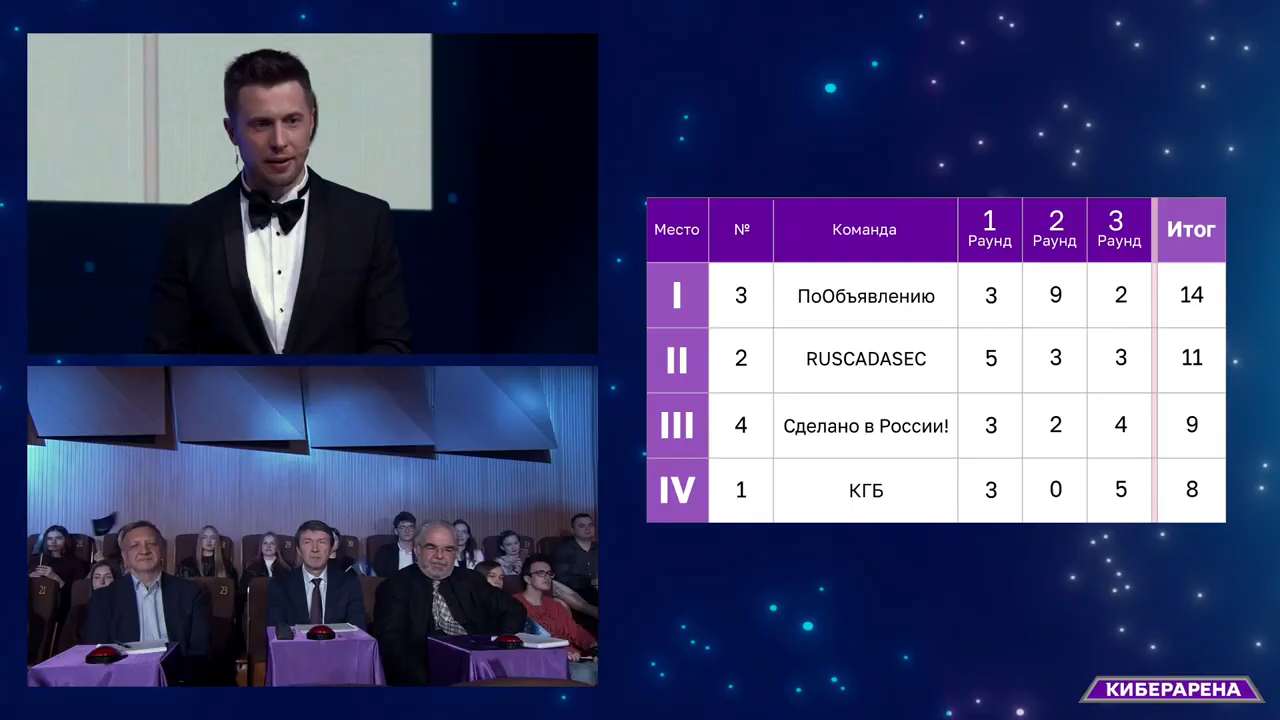 Место № Команда 1 Раунд 2 Раунд 3 Раунд Итог
I 3 ПоОбъявлению 3 9 2 14
II 2 RUSCADASEC 5 3 3 11
III 4 Сделано в России! 3 2 4 9
IV 1 КГБ 3 0 5 8
21 23
КИБЕРАРЕНА